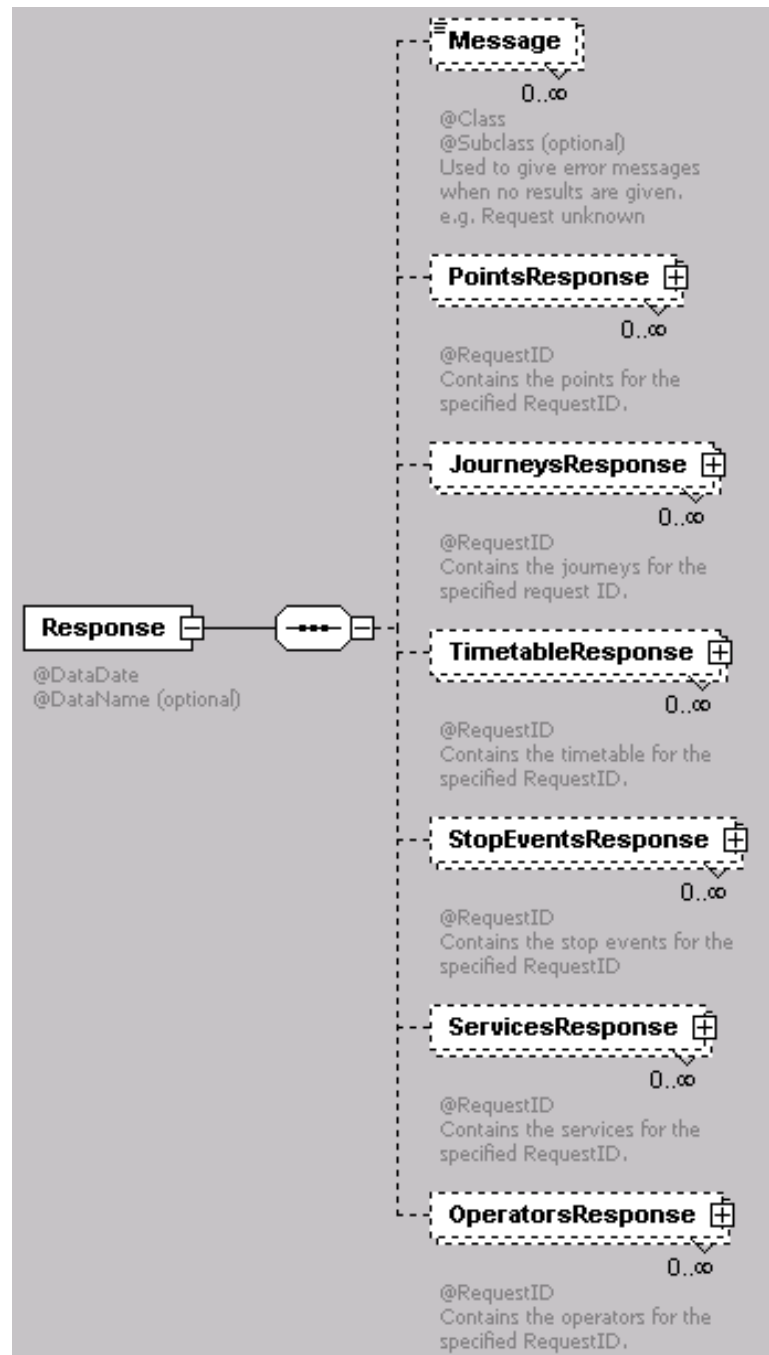 Message
0..∞
@Class
@Subclass (optional)
Used to give error messages
when no results are given.
e.g. Request unknown
PointsResponse
0..∞
@RequestID
Contains the points for the
specified RequestID.
JourneysResponse
0..∞
@RequestID
Contains the journeys for the
specified request ID.
Response
@DataDate
@DataName (optional)
TimetableResponse
0..∞
@RequestID
Contains the timetable for the
specified RequestID.
StopEventsResponse
0..∞
@RequestID
Contains the stop events for the
specified RequestID
ServicesResponse
0..∞
@RequestID
Contains the services for the
specified RequestID.
OperatorsResponse
0..∞
@RequestID
Contains the operators for the
specified RequestID.